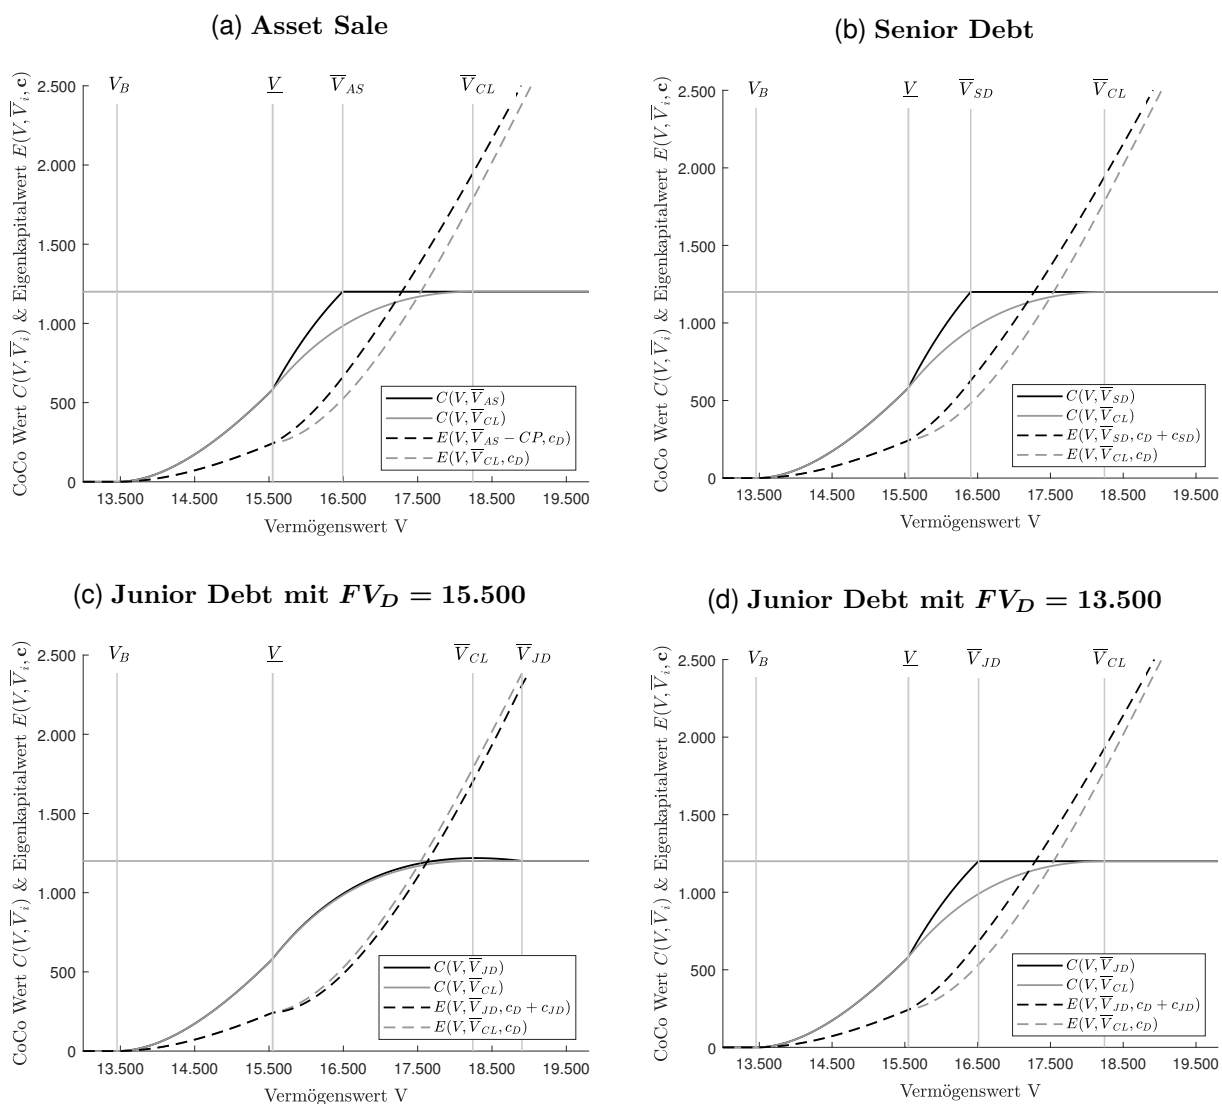 (a) Asset Sale
V_B V̲ V̅_AS V̅_CL
CoCo Wert C(V, V̅_i) & Eigenkapitalwert E(V, V̅_i, c)
2.500
2.000
1.500
1.000
500
0
C(V, V̅_AS)
C(V, V̅_CL)
E(V, V̅_AS − CP, c_D)
E(V, V̅_CL, c_D)
13.500 14.500 15.500 16.500 17.500 18.500 19.500
Vermögenswert V
(b) Senior Debt
V_B V̲ V̅_SD V̅_CL
CoCo Wert C(V, V̅_i) & Eigenkapitalwert E(V, V̅_i, c)
2.500
2.000
1.500
1.000
500
0
C(V, V̅_SD)
C(V, V̅_CL)
E(V, V̅_SD, c_D + c_SD)
E(V, V̅_CL, c_D)
13.500 14.500 15.500 16.500 17.500 18.500 19.500
Vermögenswert V
(c) Junior Debt mit FV_D = 15.500
V_B V̲ V̅_CL V̅_JD
CoCo Wert C(V, V̅_i) & Eigenkapitalwert E(V, V̅_i, c)
2.500
2.000
1.500
1.000
500
0
C(V, V̅_JD)
C(V, V̅_CL)
E(V, V̅_JD, c_D + c_JD)
E(V, V̅_CL, c_D)
13.500 14.500 15.500 16.500 17.500 18.500 19.500
Vermögenswert V
(d) Junior Debt mit FV_D = 13.500
V_B V̲ V̅_JD V̅_CL
CoCo Wert C(V, V̅_i) & Eigenkapitalwert E(V, V̅_i, c)
2.500
2.000
1.500
1.000
500
0
C(V, V̅_JD)
C(V, V̅_CL)
E(V, V̅_JD, c_D + c_JD)
E(V, V̅_CL, c_D)
13.500 14.500 15.500 16.500 17.500 18.500 19.500
Vermögenswert V